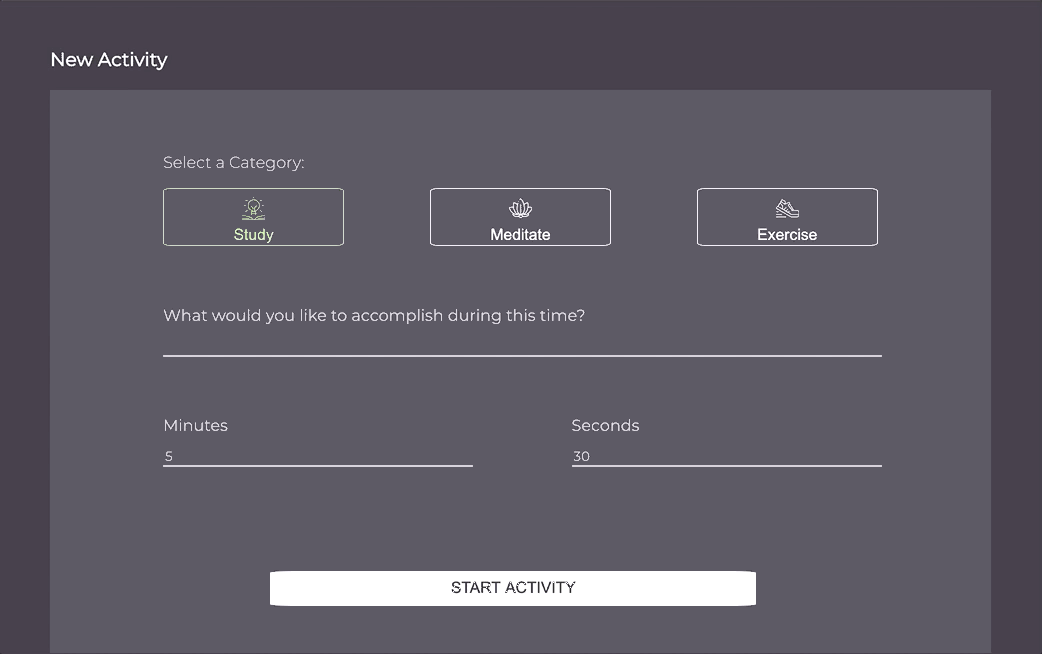 New Activity
Select a Category:
Study Meditate Exercise
What would you like to accomplish during this time?
Minutes Seconds
5 30
START ACTIVITY